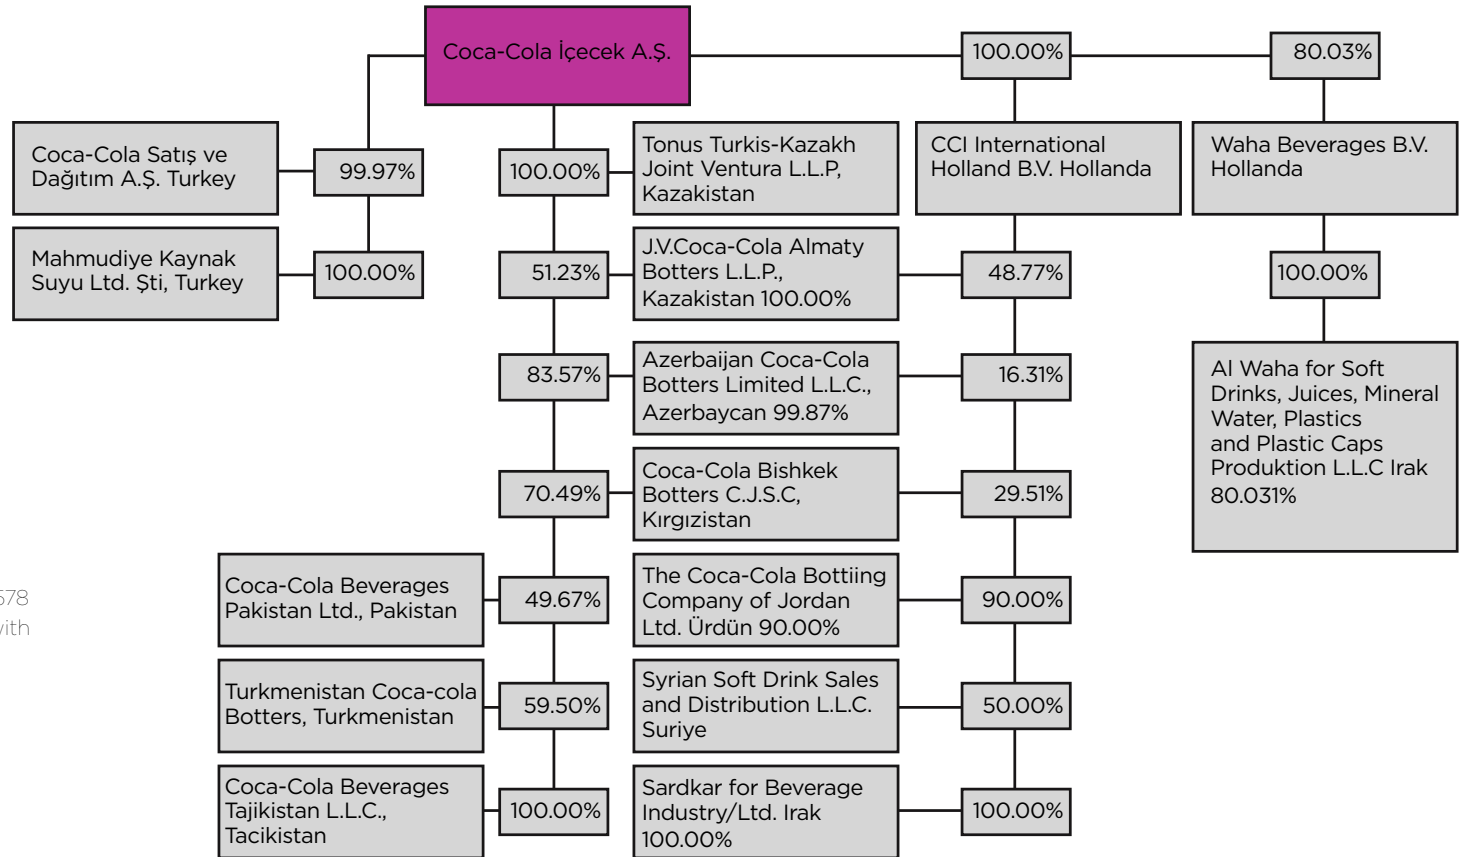 Coca-Cola İçecek A.Ş.
100.00%
80.03%
Coca-Cola Satış ve
Dağıtım A.Ş. Turkey
99.97%
100.00%
Tonus Turkis-Kazakh
Joint Ventura L.L.P,
Kazakistan
CCI International
Holland B.V. Hollanda
Waha Beverages B.V.
Hollanda
Mahmudiye Kaynak
Suyu Ltd. Şti, Turkey
100.00%
51.23%
J.V.Coca-Cola Almaty
Botters L.L.P.,
Kazakistan 100.00%
48.77%
100.00%
83.57%
Azerbaijan Coca-Cola
Botters Limited L.L.C.,
Azerbaycan 99.87%
16.31%
Al Waha for Soft
Drinks, Juices, Mineral
Water, Plastics
and Plastic Caps
Produktion L.L.C Irak
80.031%
70.49%
Coca-Cola Bishkek
Botters C.J.S.C,
Kırgızistan
29.51%
578
with
Coca-Cola Beverages
Pakistan Ltd., Pakistan
49.67%
The Coca-Cola Bottiing
Company of Jordan
Ltd. Ürdün 90.00%
90.00%
Turkmenistan Coca-cola
Botters, Turkmenistan
59.50%
Syrian Soft Drink Sales
and Distribution L.L.C.
Suriye
50.00%
Coca-Cola Beverages
Tajikistan L.L.C.,
Tacikistan
100.00%
Sardkar for Beverage
Industry/Ltd. Irak
100.00%
100.00%